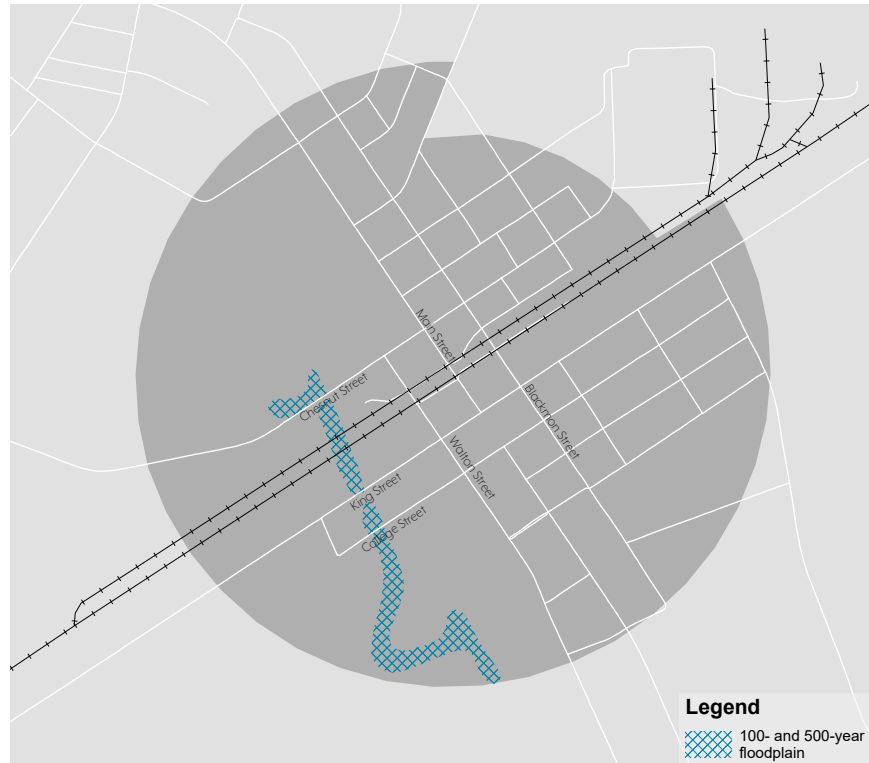 Main Street
Chestnut Street
Blackmon Street
Walton Street
King Street
College Street
Legend
100- and 500-year
floodplain